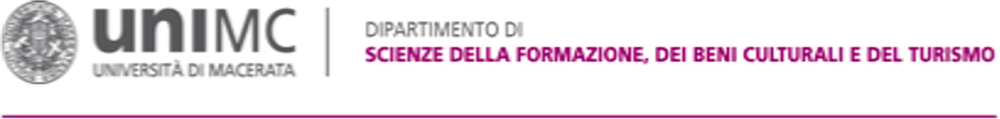 unIMC
UNIVERSITÀ DI MACERATA
DIPARTIMENTO DI
SCIENZE DELLA FORMAZIONE, DEI BENI CULTURALI E DEL TURISMO